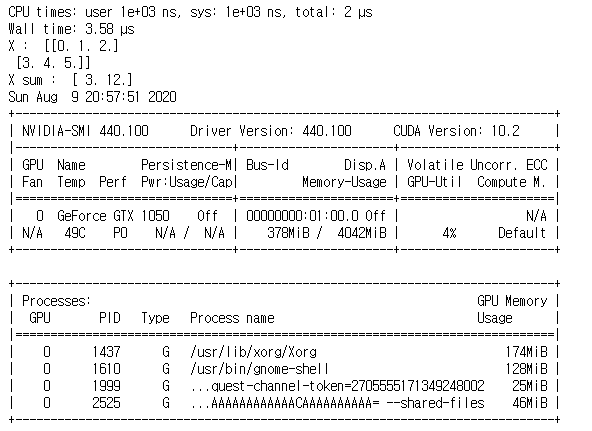 CPU times: user 1e+03 ns, sys: 1e+03 ns, total: 2 µs
Wall time: 3.58 µs
X :  [[0. 1. 2.]
 [3. 4. 5.]]
X sum :  [ 3. 12.]
Sun Aug  9 20:57:51 2020
+-----------------------------------------------------------------------------+
| NVIDIA-SMI 440.100      Driver Version: 440.100      CUDA Version: 10.2     |
|-------------------------------+----------------------+----------------------+
| GPU  Name        Persistence-M| Bus-Id        Disp.A | Volatile Uncorr. ECC |
| Fan  Temp  Perf  Pwr:Usage/Cap|         Memory-Usage | GPU-Util  Compute M. |
|===============================+======================+======================|
|   0  GeForce GTX 1050    Off  | 00000000:01:00.0 Off |                  N/A |
| N/A   49C    P0    N/A /  N/A |    378MiB /  4042MiB |      4%      Default |
+-------------------------------+----------------------+----------------------+
+-----------------------------------------------------------------------------+
| Processes:                                                       GPU Memory |
|  GPU       PID   Type   Process name                             Usage      |
|=============================================================================|
|    0      1437      G   /usr/lib/xorg/Xorg                           174MiB |
|    0      1610      G   /usr/bin/gnome-shell                         128MiB |
|    0      1999      G   ...quest-channel-token=2705555171349248002    25MiB |
|    0      2525      G   ...AAAAAAAAAAAACAAAAAAAAAA= --shared-files    46MiB |
+-----------------------------------------------------------------------------+